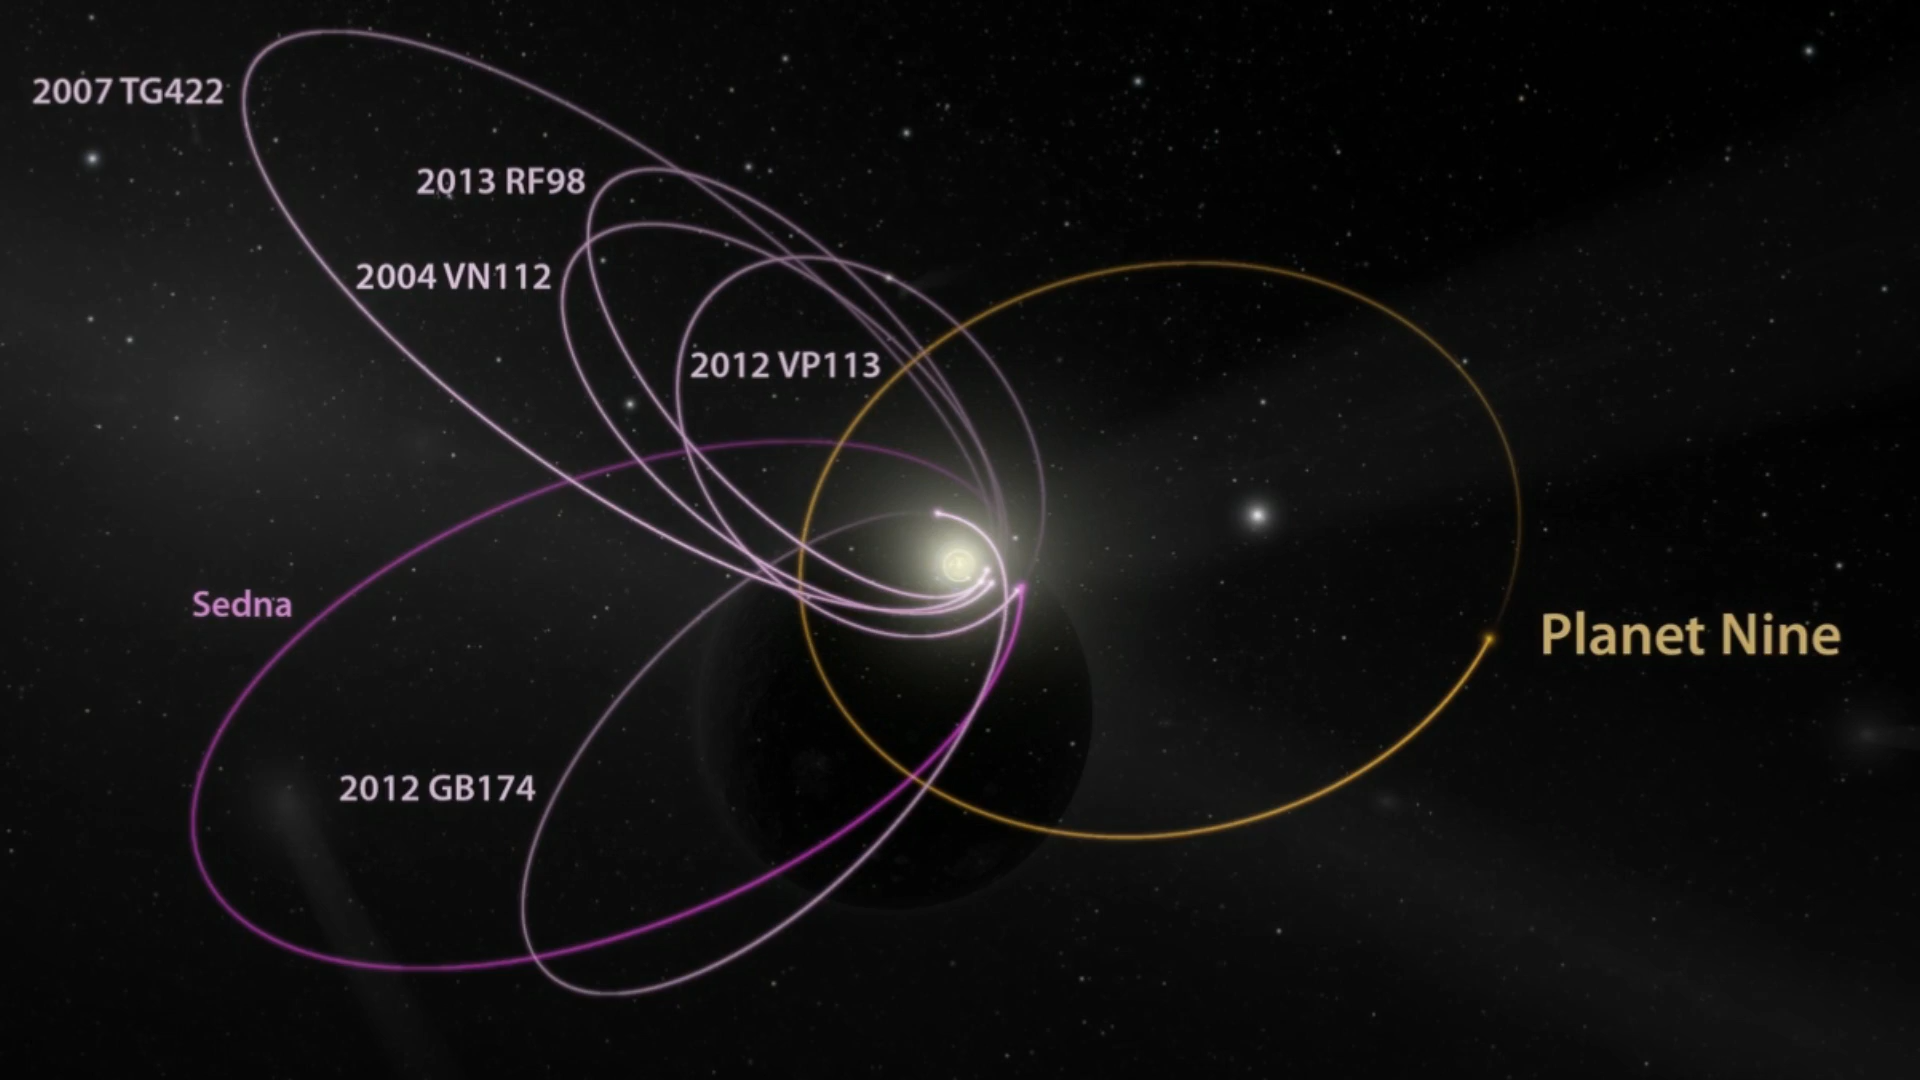 2007 TG422
2013 RF98
2004 VN112
2012 VP113
Sedna
Planet Nine
2012 GB174